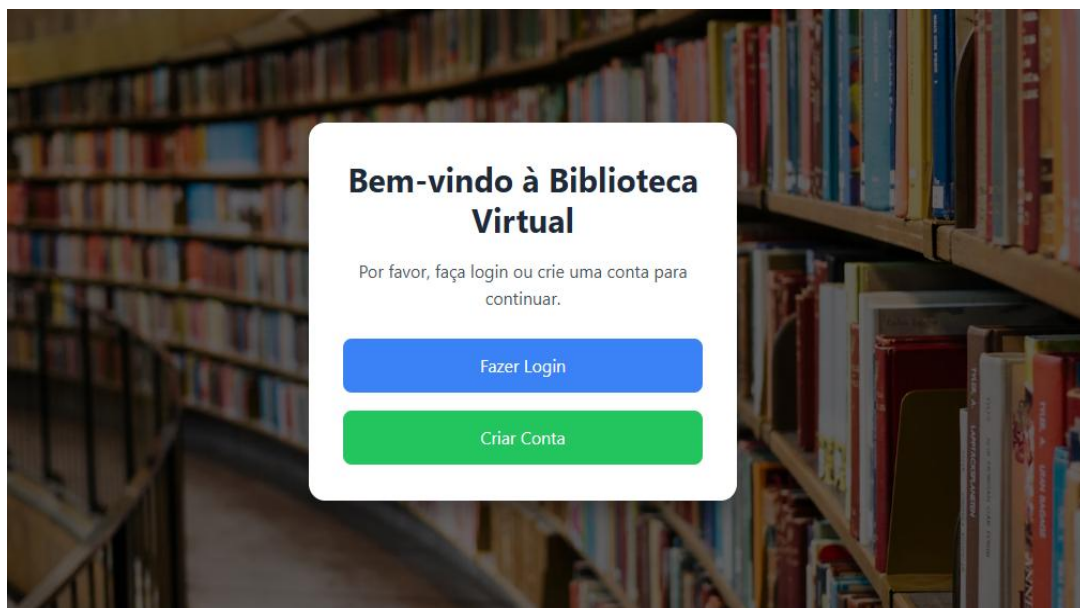 Bem-vindo à Biblioteca
Virtual
Por favor, faça login ou crie uma conta para
continuar.
Fazer Login
Criar Conta